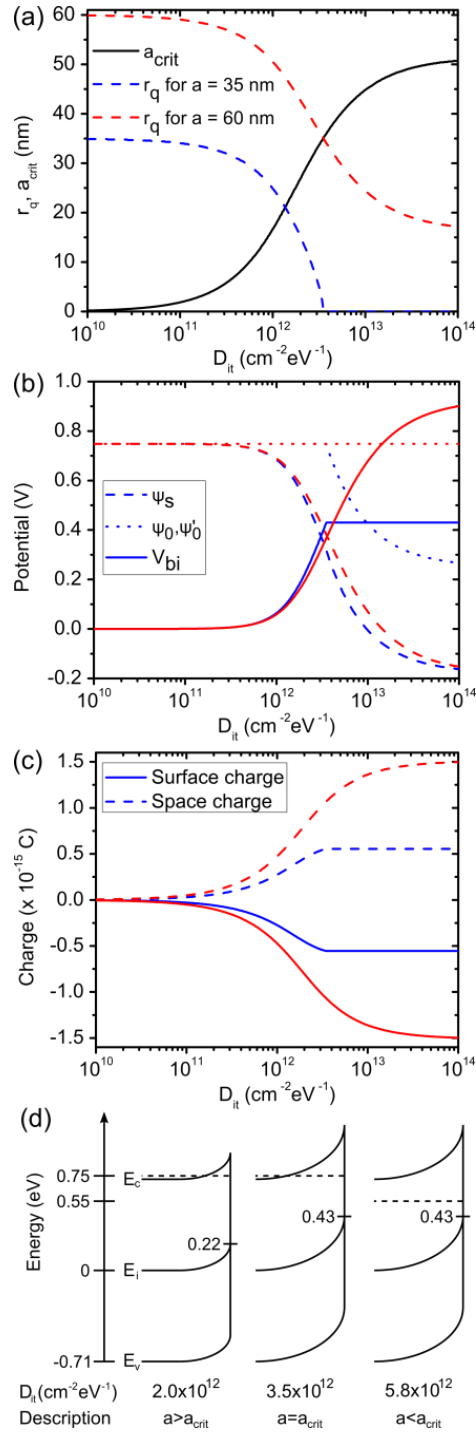 (a)
60
50
40
30
20
10
0
r_q, a_crit (nm)
a_crit
r_q for a = 35 nm
r_q for a = 60 nm
10^10 10^11 10^12 10^13 10^14
D_it (cm^-2eV^-1)
(b)
1.0
0.8
0.6
0.4
0.2
0.0
-0.2
Potential (V)
ψ_s
ψ_0,ψ'_0
V_bi
10^10 10^11 10^12 10^13 10^14
D_it (cm^-2eV^-1)
(c)
1.5
1.0
0.5
0.0
-0.5
-1.0
-1.5
Charge (x 10^-15 C)
Surface charge
Space charge
10^10 10^11 10^12 10^13 10^14
D_it (cm^-2eV^-1)
(d)
Energy (eV)
0.75 E_c
0.55
0.22 0.43 0.43
0 E_i
-0.71 E_v
D_it(cm^-2eV^-1) 2.0x10^12 3.5x10^12 5.8x10^12
Description a>a_crit a=a_crit a<a_crit